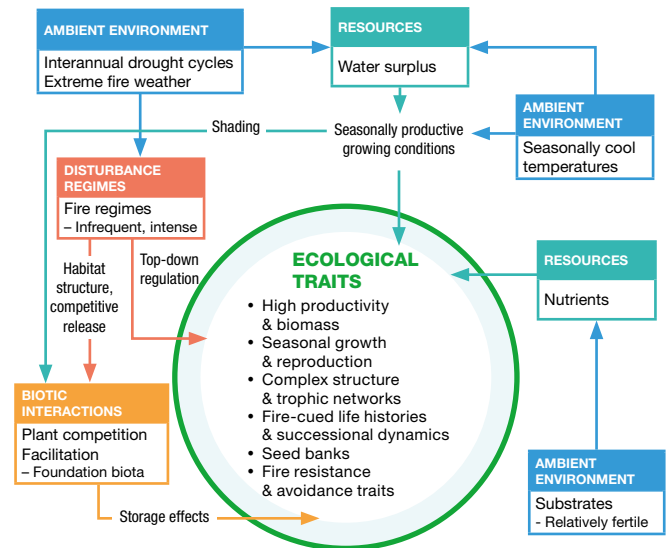 AMBIENT ENVIRONMENT
Interannual drought cycles
Extreme fire weather
RESOURCES
Water surplus
AMBIENT
ENVIRONMENT
Seasonally cool
temperatures
Shading
Seasonally productive
growing conditions
DISTURBANCE
REGIMES
Fire regimes
– Infrequent, intense
Habitat
structure,
competitive
release
Top-down
regulation
ECOLOGICAL
TRAITS
• High productivity
& biomass
• Seasonal growth
& reproduction
• Complex structure
& trophic networks
• Fire-cued life histories
& successional dynamics
• Seed banks
• Fire resistance
& avoidance traits
RESOURCES
Nutrients
BIOTIC
INTERACTIONS
Plant competition
Facilitation
– Foundation biota
AMBIENT
ENVIRONMENT
Substrates
- Relatively fertile
Storage effects